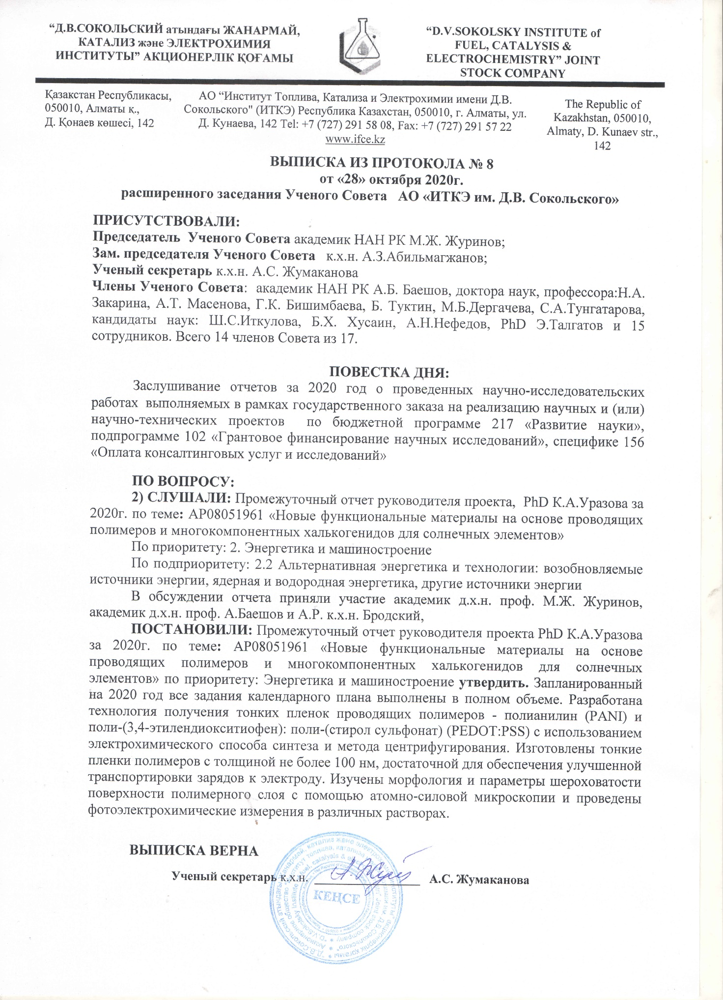 “Д.В.СОКОЛЬСКИЙ атындағы ЖАНАРМАЙ,
КАТАЛИЗ және ЭЛЕКТРОХИМИЯ
ИНСТИТУТЫ” АКЦИОНЕРЛІК ҚОҒАМЫ
“D.V.SOKOLSKY INSTITUTE of
FUEL, CATALYSIS &
ELECTROCHEMISTRY” JOINT
STOCK COMPANY
Қазакстан Республикасы,
050010, Алматы қ.,
Д. Қонаев көшесі, 142
АО “Институт Топлива, Катализа и Электрохимии имени Д.В.
Сокольского" (ИТКЭ) Республика Казахстан, 050010, г. Алматы, ул.
Д. Кунаева, 142 Tel: +7 (727) 291 58 08, Fax: +7 (727) 291 57 22
www.ifce.kz
The Republic of
Kazakhstan, 050010,
Almaty, D. Kunaev str.,
142
ВЫПИСКА ИЗ ПРОТОКОЛА № 8
от «28» октября 2020г.
расширенного заседания Ученого Совета АО «ИТКЭ им. Д.В. Сокольского»
ПРИСУТСТВОВАЛИ:
Председатель Ученого Совета академик НАН РК М.Ж. Журинов;
Зам. председателя Ученого Совета к.х.н. А.З.Абильмагжанов;
Ученый секретарь к.х.н. А.С. Жумаканова
Члены Ученого Совета: академик НАН РК А.Б. Баешов, доктора наук, профессора:Н.А.
Закарина, А.Т. Масенова, Г.К. Бишимбаева, Б. Туктин, М.Б.Дергачева, С.А.Тунгатарова,
кандидаты наук: Ш.С.Иткулова, Б.Х. Хусаин, А.Н.Нефедов, PhD Э.Талгатов и 15
сотрудников. Всего 14 членов Совета из 17.
ПОВЕСТКА ДНЯ:
Заслушивание отчетов за 2020 год о проведенных научно-исследовательских
работах выполняемых в рамках государственного заказа на реализацию научных и (или)
научно-технических проектов по бюджетной программе 217 «Развитие науки»,
подпрограмме 102 «Грантовое финансирование научных исследований», специфике 156
«Оплата консалтинговых услуг и исследований»
ПО ВОПРОСУ:
2) СЛУШАЛИ: Промежуточный отчет руководителя проекта, PhD К.А.Уразова за
2020г. по теме: АР08051961 «Новые функциональные материалы на основе проводящих
полимеров и многокомпонентных халькогенидов для солнечных элементов»
По приоритету: 2. Энергетика и машиностроение
По подприоритету: 2.2 Альтернативная энергетика и технологии: возобновляемые
источники энергии, ядерная и водородная энергетика, другие источники энергии
В обсуждении отчета приняли участие академик д.х.н. проф. М.Ж. Журинов,
академик д.х.н. проф. А.Баешов и А.Р. к.х.н. Бродский,
ПОСТАНОВИЛИ: Промежуточный отчет руководителя проекта PhD К.А.Уразова
за 2020г. по теме: АР08051961 «Новые функциональные материалы на основе
проводящих полимеров и многокомпонентных халькогенидов для солнечных
элементов» по приоритету: Энергетика и машиностроение утвердить. Запланированный
на 2020 год все задания календарного плана выполнены в полном объеме. Разработана
технология получения тонких пленок проводящих полимеров - полианилин (PANI) и
поли-(3,4-этилендиокситиофен): поли-(стирол сульфонат) (PEDOT:PSS) с использованием
электрохимического способа синтеза и метода центрифугирования. Изготовлены тонкие
пленки полимеров с толщиной не более 100 нм, достаточной для обеспечения улучшенной
транспортировки зарядов к электроду. Изучены морфология и параметры шероховатости
поверхности полимерного слоя с помощью атомно-силовой микроскопии и проведены
фотоэлектрохимические измерения в различных растворах.
ВЫПИСКА ВЕРНА
Ученый секретарь к.х.н. А.С. Жумаканова
КЕҢСЕ